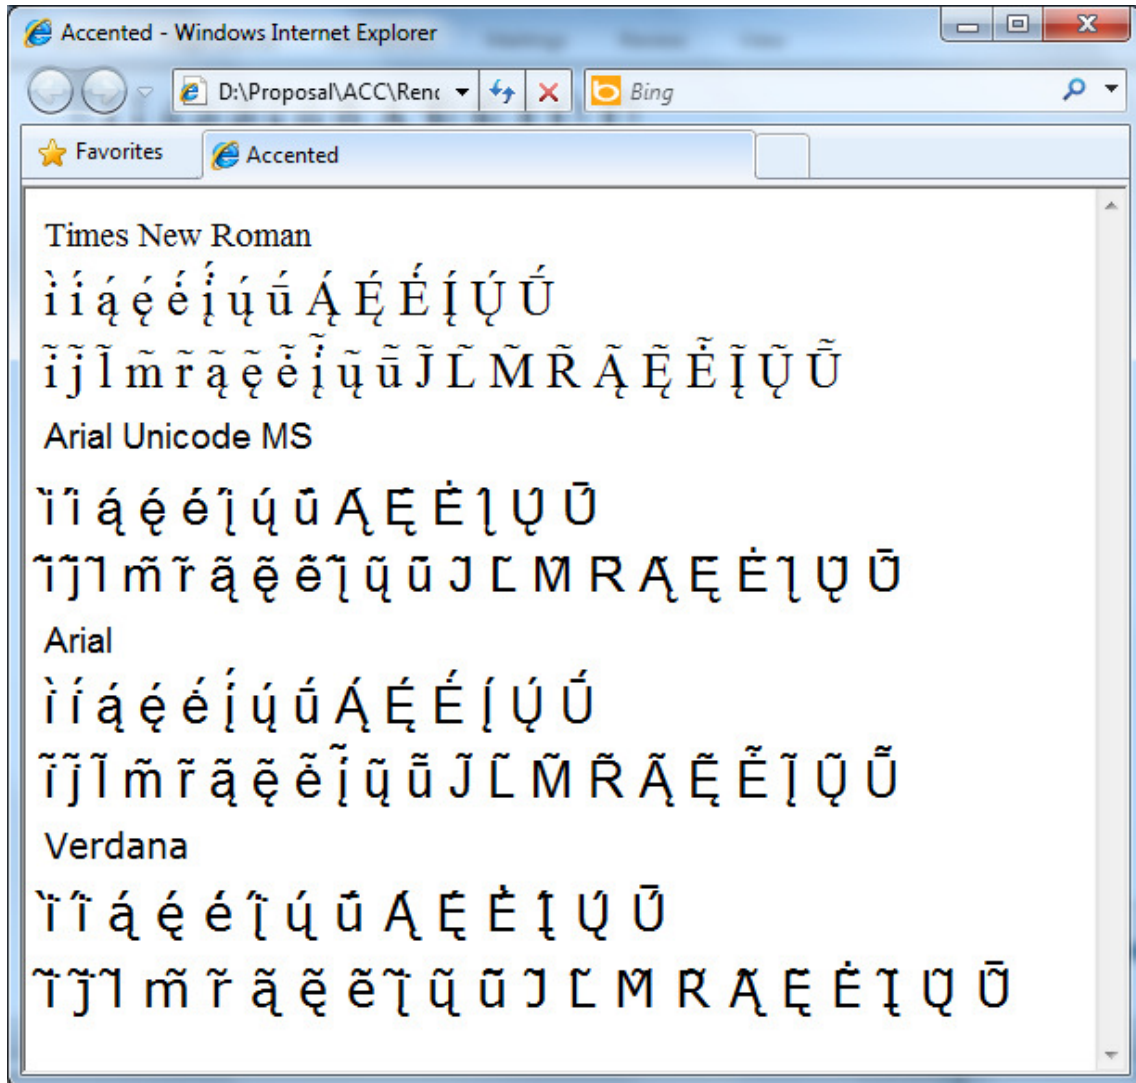 Accented - Windows Internet Explorer
D:\Proposal\ACC\Renc
Bing
Favorites
Accented
Times New Roman
i̇̀ i̇́ ą́ ę́ ė́ į̇́ ų́ ū́ Ą́ Ę́ Ė́ Į́ Ų́ Ū́
i̇̃ j̇̃ l̃ m̃ r̃ ą̃ ę̃ ė̃ į̇̃ ų̃ ū̃ J̃ L̃ M̃ R̃ Ą̃ Ę̃ Ė̃ Į̃ Ų̃ Ū̃
Arial Unicode MS
i̇̀ i̇́ ą́ ę́ ė́ į̇́ ų́ ū́ Ą́ Ę́ Ė́ Į́ Ų́ Ū́
i̇̃ j̇̃ l̃ m̃ r̃ ą̃ ę̃ ė̃ į̇̃ ų̃ ū̃ J̃ L̃ M̃ R̃ Ą̃ Ę̃ Ė̃ Į̃ Ų̃ Ū̃
Arial
i̇̀ i̇́ ą́ ę́ ė́ į̇́ ų́ ū́ Ą́ Ę́ Ė́ Į́ Ų́ Ū́
i̇̃ j̇̃ l̃ m̃ r̃ ą̃ ę̃ ė̃ į̇̃ ų̃ ū̃ J̃ L̃ M̃ R̃ Ą̃ Ę̃ Ė̃ Į̃ Ų̃ Ū̃
Verdana
i̇̀ i̇́ ą́ ę́ ė́ į̇́ ų́ ū́ Ą́ Ę́ Ė́ Į́ Ų́ Ū́
i̇̃ j̇̃ l̃ m̃ r̃ ą̃ ę̃ ė̃ į̇̃ ų̃ ū̃ J̃ L̃ M̃ R̃ Ą̃ Ę̃ Ė̃ Į̃ Ų̃ Ū̃